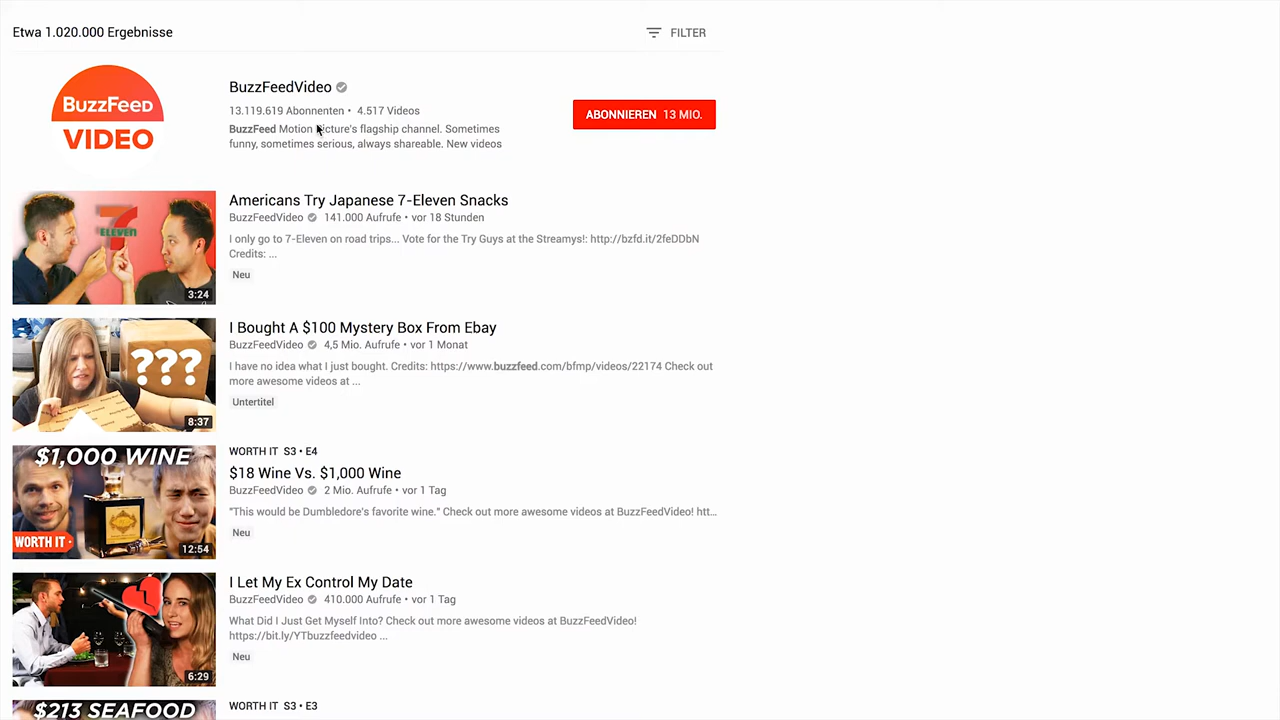 Etwa 1.020.000 Ergebnisse
FILTER
BuzzFeed
VIDEO
BuzzFeedVideo
13.119.619 Abonnenten • 4.517 Videos
BuzzFeed Motion Picture's flagship channel. Sometimes
funny, sometimes serious, always shareable. New videos
ABONNIEREN 13 MIO.
7
ELEVEN
3:24
Americans Try Japanese 7-Eleven Snacks
BuzzFeedVideo 141.000 Aufrufe • vor 18 Stunden
I only go to 7-Eleven on road trips... Vote for the Try Guys at the Streamys!: http://bzfd.it/2feDDbN
Credits: ...
Neu
???
8:37
I Bought A $100 Mystery Box From Ebay
BuzzFeedVideo 4,5 Mio. Aufrufe • vor 1 Monat
I have no idea what I just bought. Credits: https://www.buzzfeed.com/bfmp/videos/22174 Check out
more awesome videos at ...
Untertitel
$1,000 WINE
WORTH IT
12:54
WORTH IT S3 • E4
$18 Wine Vs. $1,000 Wine
BuzzFeedVideo 2 Mio. Aufrufe • vor 1 Tag
"This would be Dumbledore's favorite wine." Check out more awesome videos at BuzzFeedVideo! htt...
Neu
6:29
I Let My Ex Control My Date
BuzzFeedVideo 410.000 Aufrufe • vor 1 Tag
What Did I Just Get Myself Into? Check out more awesome videos at BuzzFeedVideo!
https://bit.ly/YTbuzzfeedvideo ...
Neu
$213 SEAFOOD
WORTH IT S3 • E3